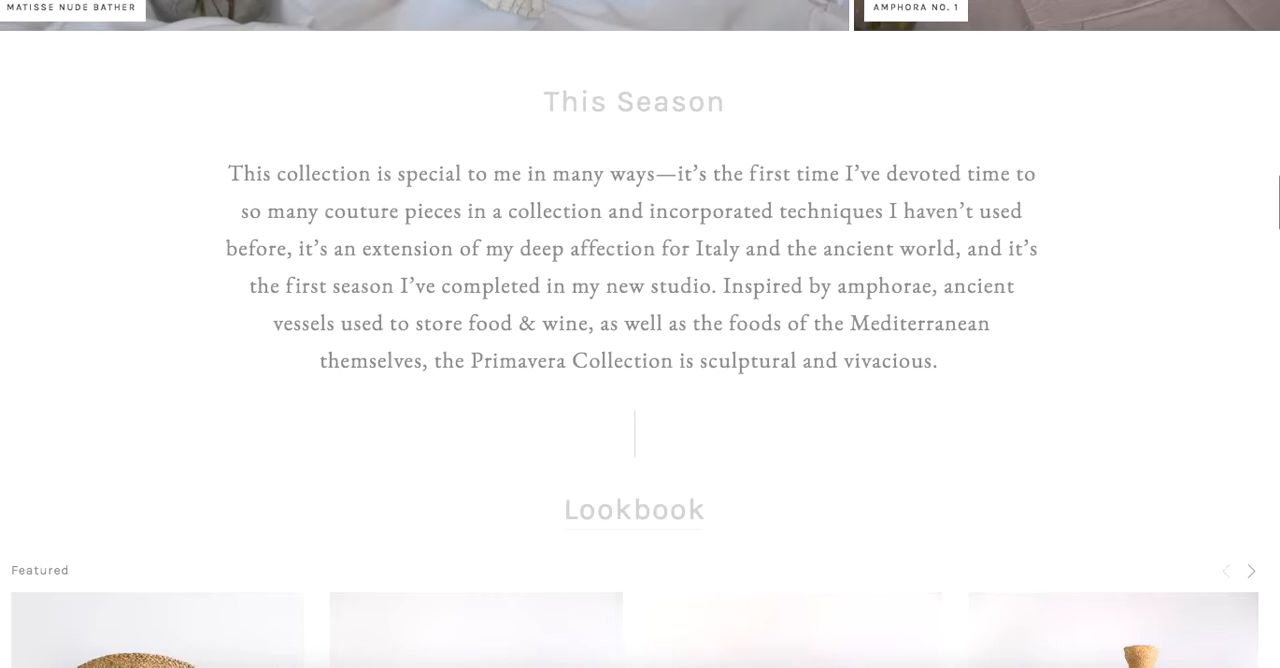 MATISSE NUDE BATHER
AMPHORA NO. 1
This Season
This collection is special to me in many ways—it’s the first time I’ve devoted time to
so many couture pieces in a collection and incorporated techniques I haven’t used
before, it’s an extension of my deep affection for Italy and the ancient world, and it’s
the first season I’ve completed in my new studio. Inspired by amphorae, ancient
vessels used to store food & wine, as well as the foods of the Mediterranean
themselves, the Primavera Collection is sculptural and vivacious.
Lookbook
Featured